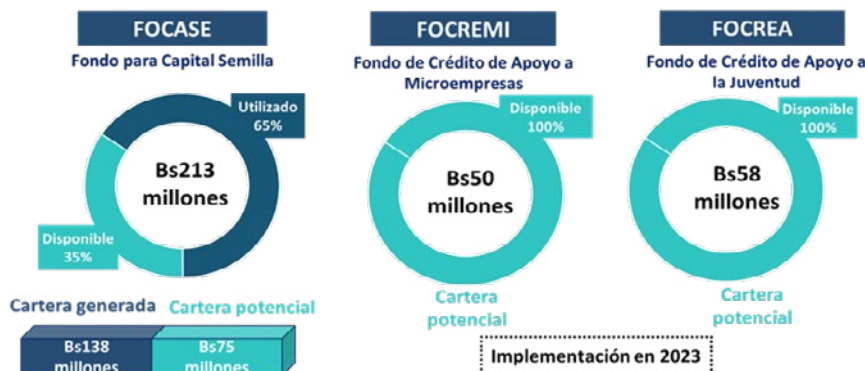 FOCASE
Fondo para Capital Semilla
Utilizado
65%
Bs213
millones
Disponible
35%
Cartera generada
Cartera potencial
Bs138
millones
Bs75
millones
FOCREMI
Fondo de Crédito de Apoyo a
Microempresas
Disponible
100%
Bs50
millones
Cartera
potencial
FOCREA
Fondo de Crédito de Apoyo a
la Juventud
Disponible
100%
Bs58
millones
Cartera
potencial
Implementación en 2023